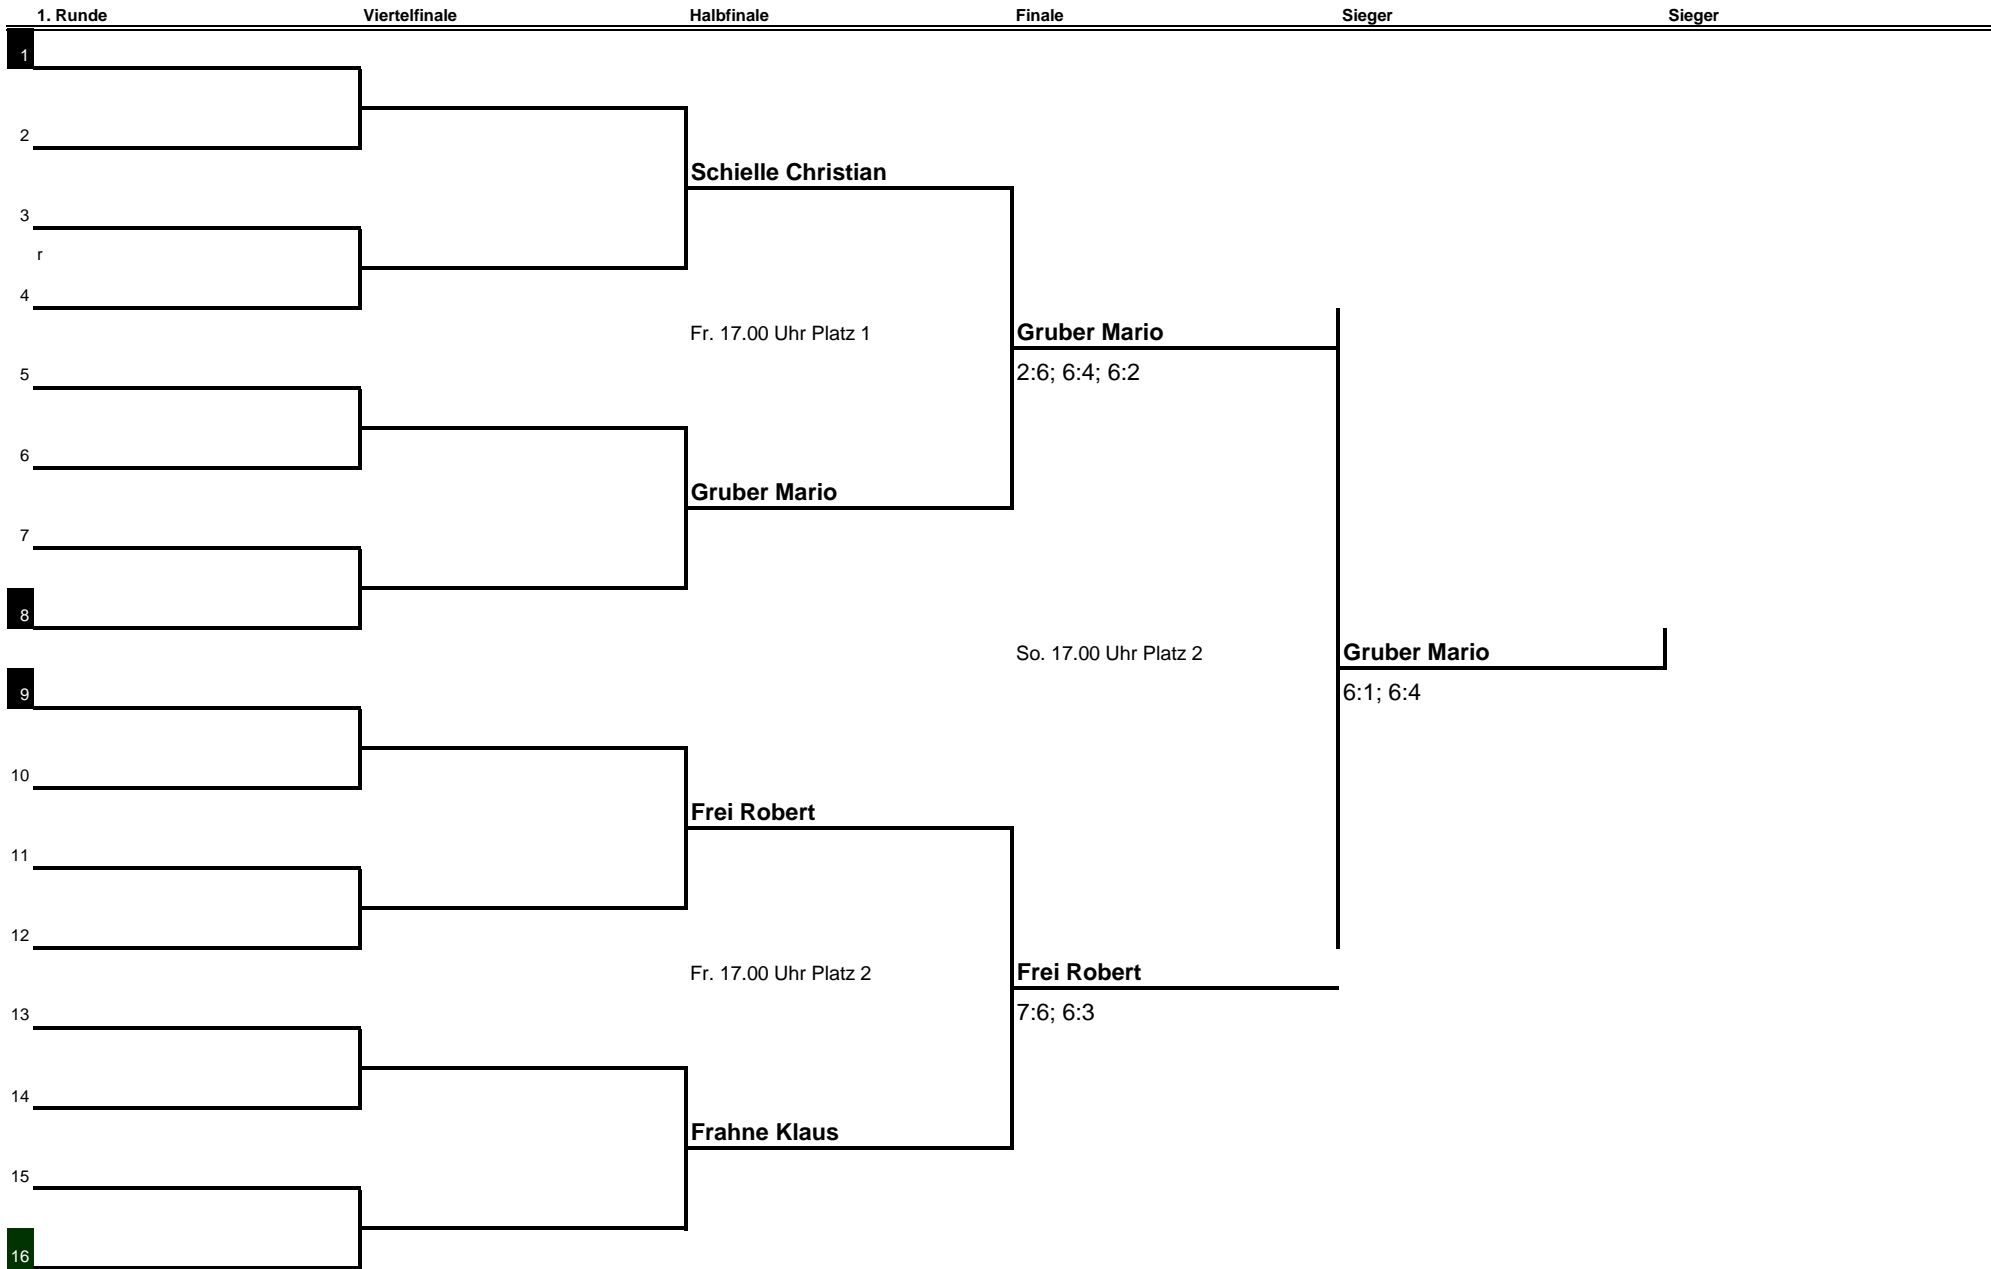 1. Runde Viertelfinale Halbfinale Finale Sieger Sieger
1
2
Schielle Christian
3
r
4
Fr. 17.00 Uhr Platz 1 Gruber Mario
5 2:6; 6:4; 6:2
6
Gruber Mario
7
8
So. 17.00 Uhr Platz 2 Gruber Mario
9 6:1; 6:4
10
Frei Robert
11
12
Fr. 17.00 Uhr Platz 2 Frei Robert
13 7:6; 6:3
14
Frahne Klaus
15
16